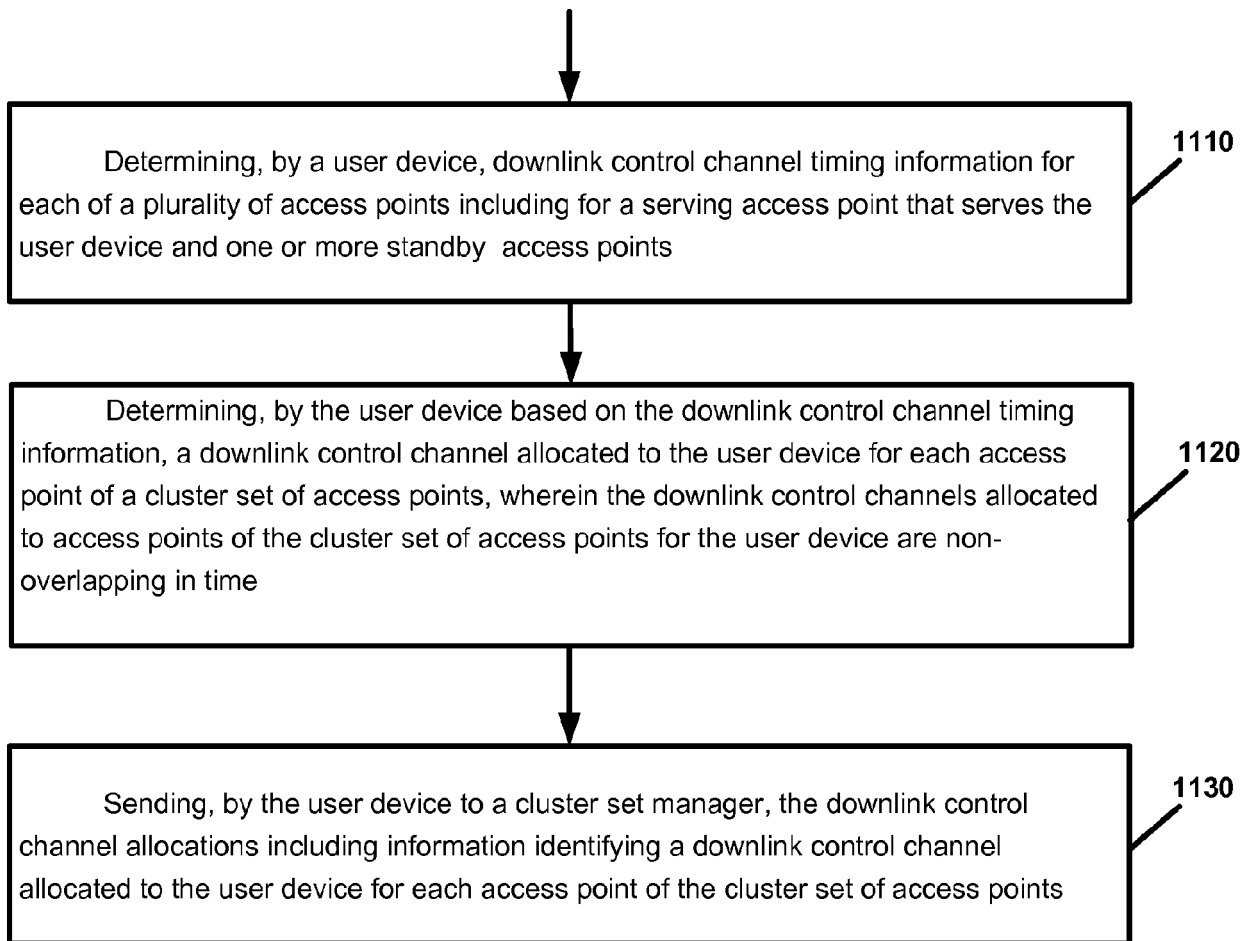 Determining, by a user device, downlink control channel timing information for
each of a plurality of access points including for a serving access point that serves the
user device and one or more standby access points
1110
Determining, by the user device based on the downlink control channel timing
information, a downlink control channel allocated to the user device for each access
point of a cluster set of access points, wherein the downlink control channels allocated
to access points of the cluster set of access points for the user device are non-
overlapping in time
1120
Sending, by the user device to a cluster set manager, the downlink control
channel allocations including information identifying a downlink control channel
allocated to the user device for each access point of the cluster set of access points
1130